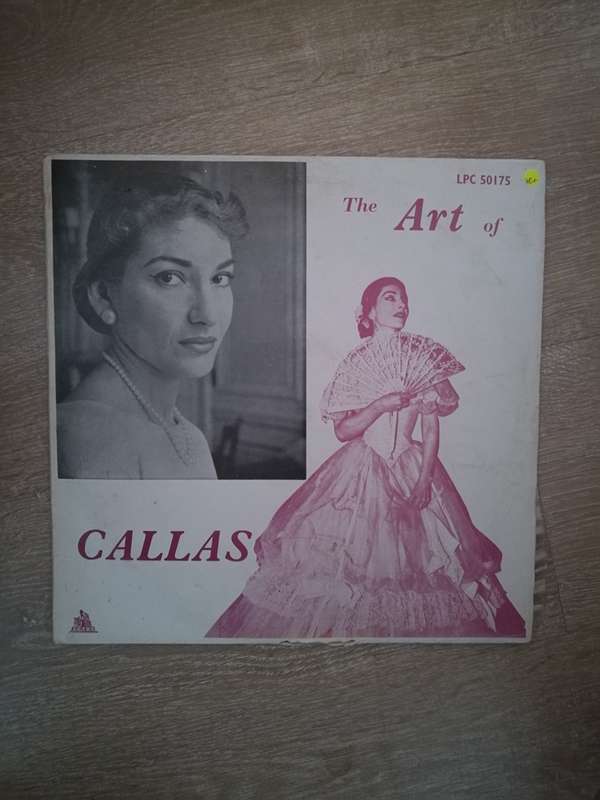 LPC 50175
The Art of
CALLAS